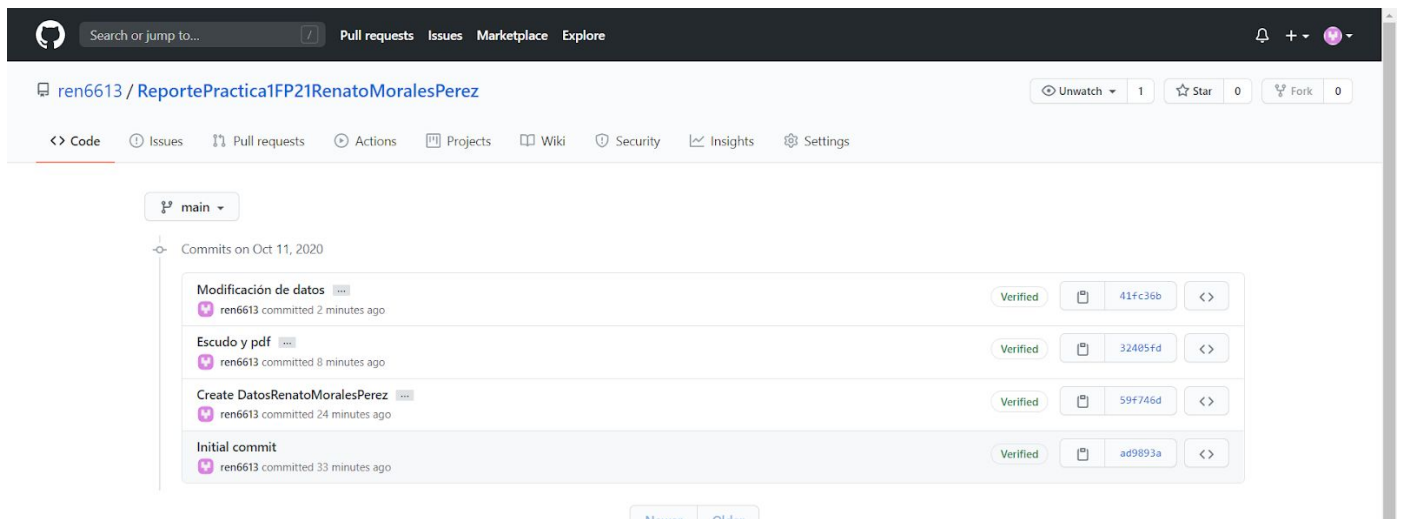 Search or jump to... / Pull requests Issues Marketplace Explore
ren6613 / ReportePractica1FP21RenatoMoralesPerez Unwatch 1 Star 0 Fork 0
<> Code Issues Pull requests Actions Projects Wiki Security Insights Settings
main
Commits on Oct 11, 2020
Modificación de datos ...
ren6613 committed 2 minutes ago Verified 41fc36b <>
Escudo y pdf ...
ren6613 committed 8 minutes ago Verified 32405fd <>
Create DatosRenatoMoralesPerez ...
ren6613 committed 24 minutes ago Verified 59f746d <>
Initial commit
ren6613 committed 33 minutes ago Verified ad9893a <>